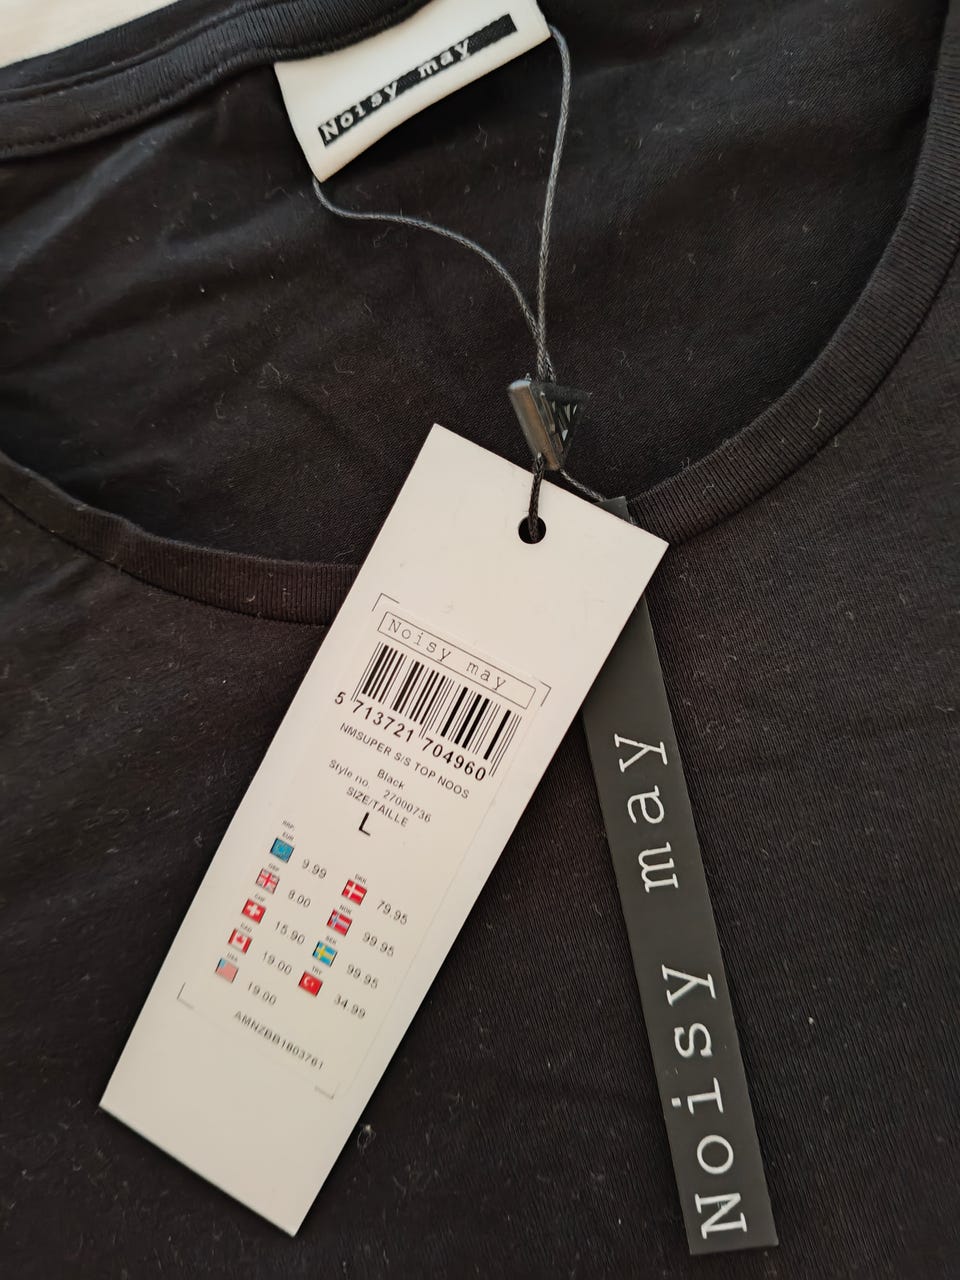 Noisy may
Noisy may
5 713721 704960
NMSUPER S/S TOP NOOS
Black
Style no. 27000736
SIZE/TAILLE
L
RRP:
EUR 9.99
DKK 79.95
GBP 8.00
NOK 99.95
CHF 15.90
SEK 99.95
CAD 19.00
TRY 34.99
USA 19.00
AMNZBB1803761
Noisy may